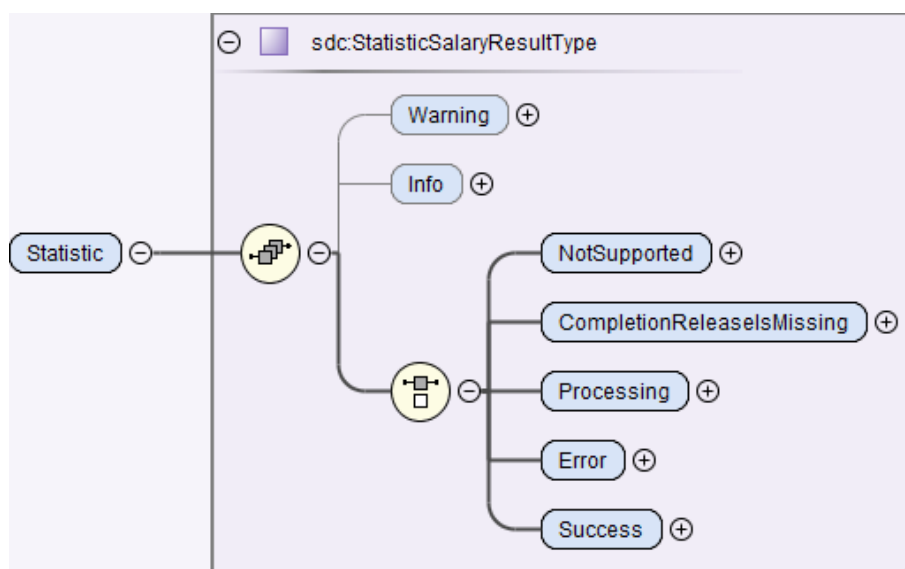 sdc:StatisticSalaryResultType
Warning
Info
Statistic
NotSupported
CompletionReleaseIsMissing
Processing
Error
Success